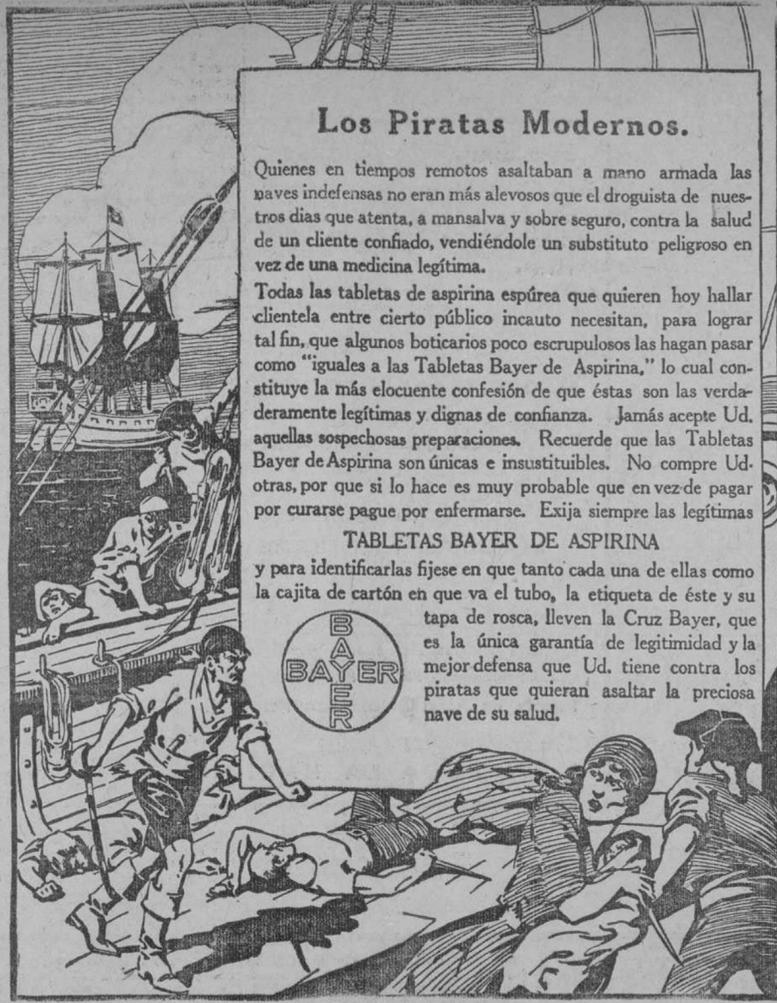 Los Piratas Modernos.
Quienes en tiempos remotos asaltaban a mano armada las
naves indefensas no eran más alevosos que el droguista de nues-
tros dias que atenta, a mansalva y sobre seguro, contra la salud
de un cliente confiado, vendiéndole un substituto peligroso en
vez de una medicina legítima.
Todas las tabletas de aspirina espúrea que quieren hoy hallar
clientela entre cierto público incauto necesitan, para lograr
tal fin, que algunos boticarios poco escrupulosos las hagan pasar
como "iguales a las Tabletas Bayer de Aspirina," lo cual con-
stituye la más elocuente confesión de que éstas son las verda-
deramente legítimas y dignas de confianza. Jamás acepte Ud.
aquellas sospechosas preparaciones. Recuerde que las Tabletas
Bayer de Aspirina son únicas e insustituibles. No compre Ud.
otras, por que si lo hace es muy probable que en vez de pagar
por curarse pague por enfermarse. Exija siempre las legítimas
TABLETAS BAYER DE ASPIRINA
y para identificarlas fijese en que tanto cada una de ellas como
la cajita de cartón en que va el tubo, la etiqueta de éste y su
tapa de rosca, lleven la Cruz Bayer, que
es la única garantía de legitimidad y la
mejor defensa que Ud. tiene contra los
piratas que quieran asaltar la preciosa
nave de su salud.
BAYER
BAYER